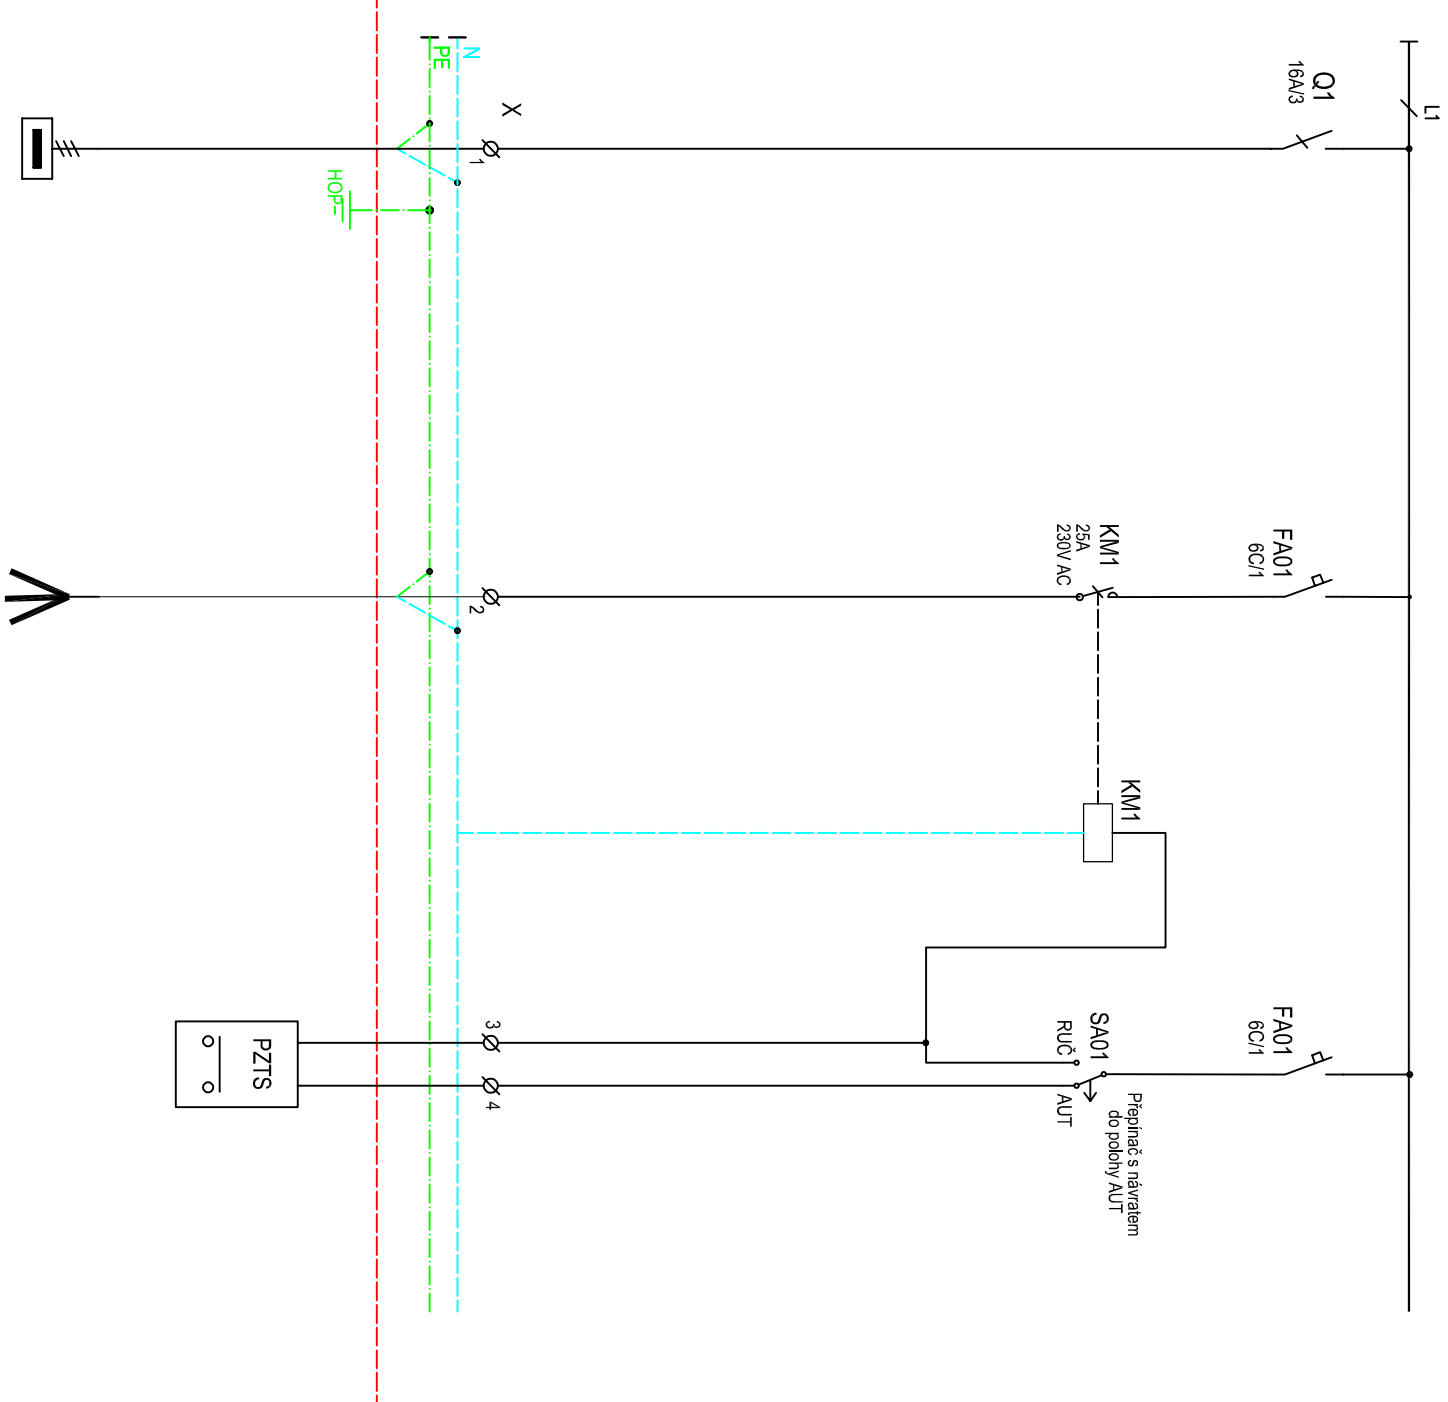 L1
Q1
16A/3
FA01
6C/1
FA01
6C/1
KM1
25A
230V AC
KM1
SA01
RUČ
AUT
Přepínač s návratem
do polohy AUT
X
1
2
3
4
N
PE
HOP
PZTS